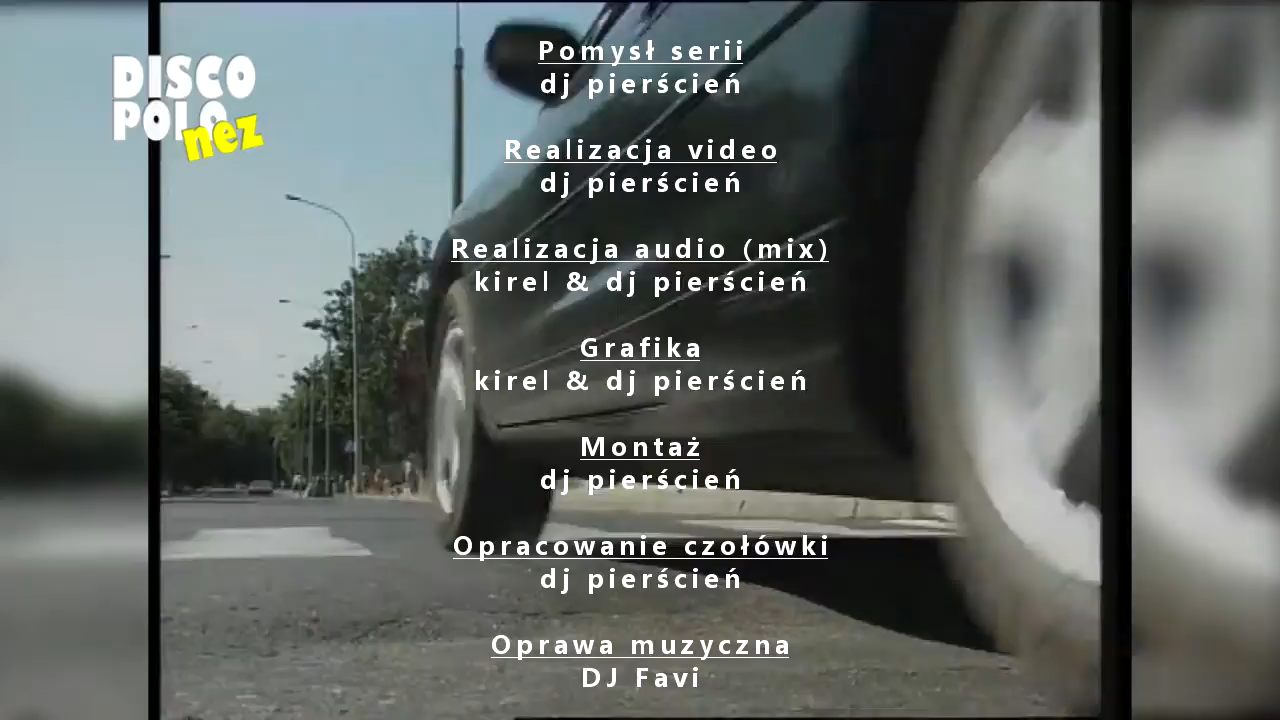 DISCO
POLO
nez
Pomysł serii
dj pierścień
Realizacja video
dj pierścień
Realizacja audio (mix)
kirel & dj pierścień
Grafika
kirel & dj pierścień
Montaż
dj pierścień
Opracowanie czołówki
dj pierścień
Oprawa muzyczna
DJ Favi